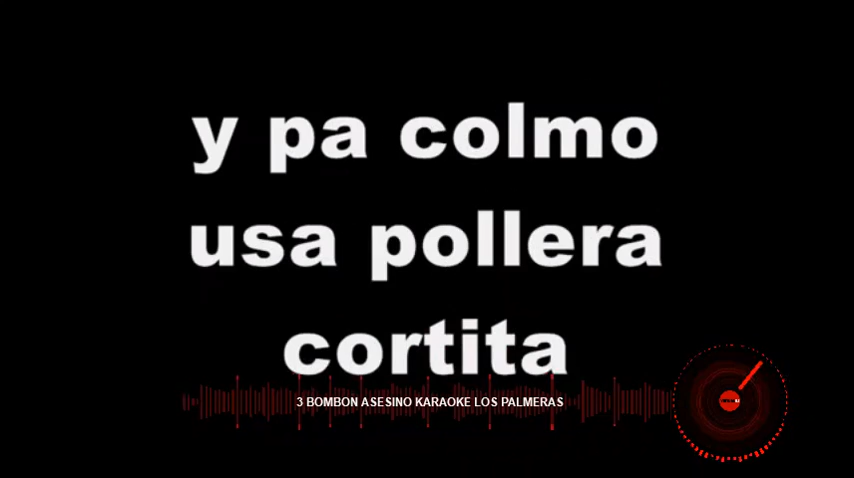 y pa colmo
usa pollera
cortita
3 BOMBON ASESINO KARAOKE LOS PALMERAS